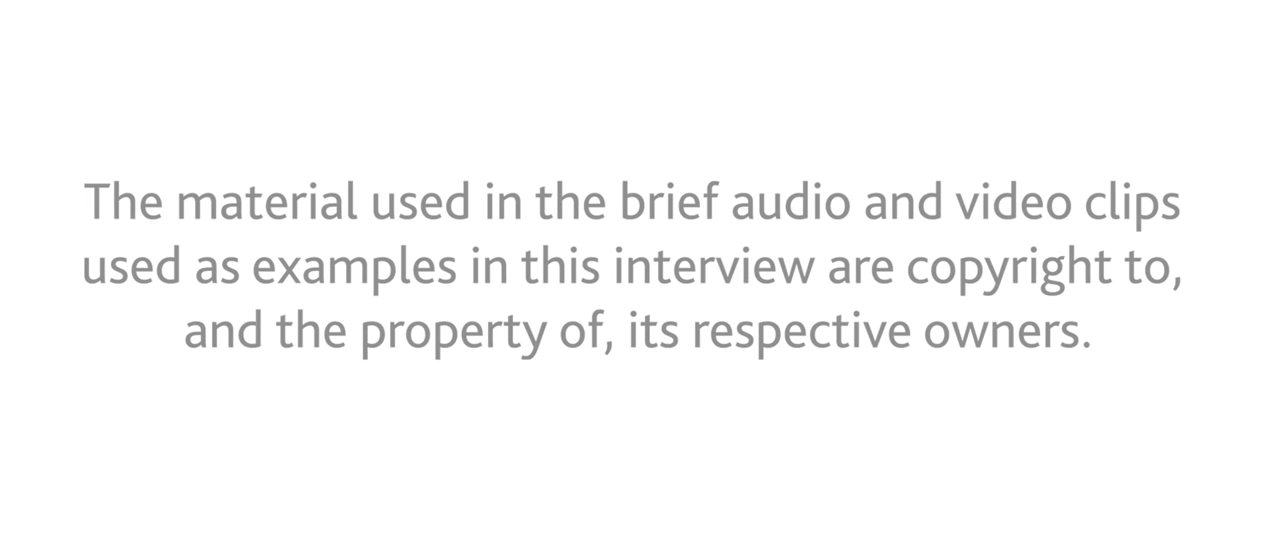 The material used in the brief audio and video clips
used as examples in this interview are copyright to,
and the property of, its respective owners.